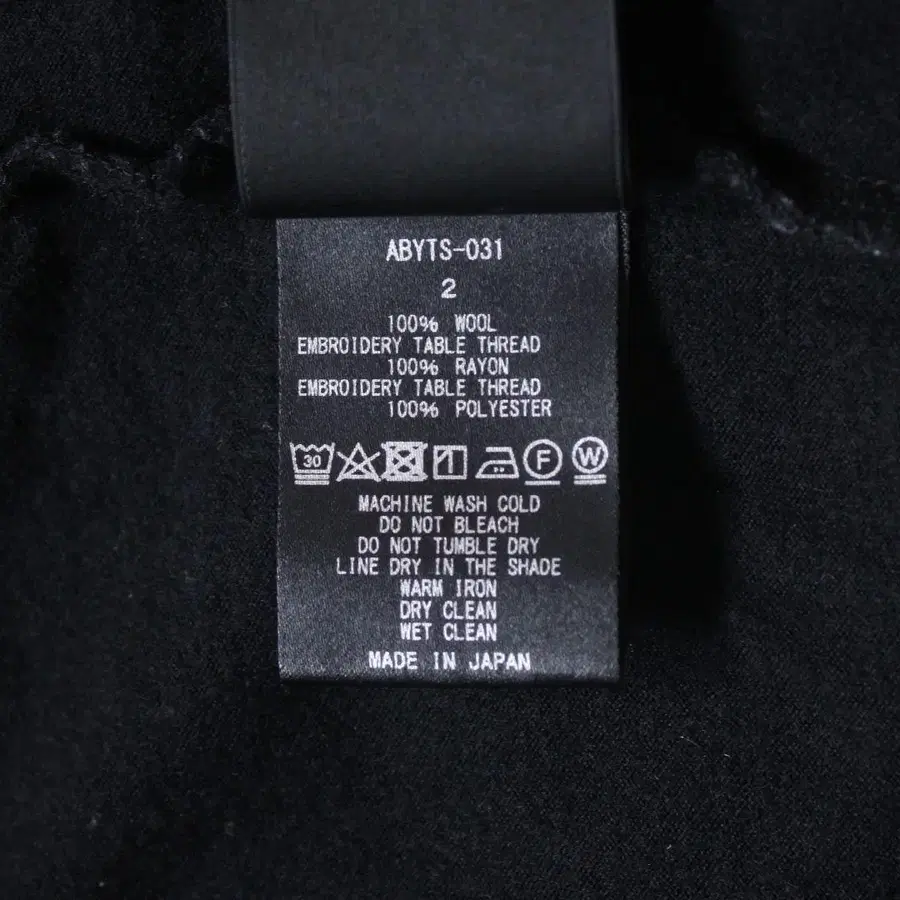 ABYTS-031
2
100% WOOL
EMBROIDERY TABLE THREAD
100% RAYON
EMBROIDERY TABLE THREAD
100% POLYESTER
30 F W
MACHINE WASH COLD
DO NOT BLEACH
DO NOT TUMBLE DRY
LINE DRY IN THE SHADE
WARM IRON
DRY CLEAN
WET CLEAN
MADE IN JAPAN